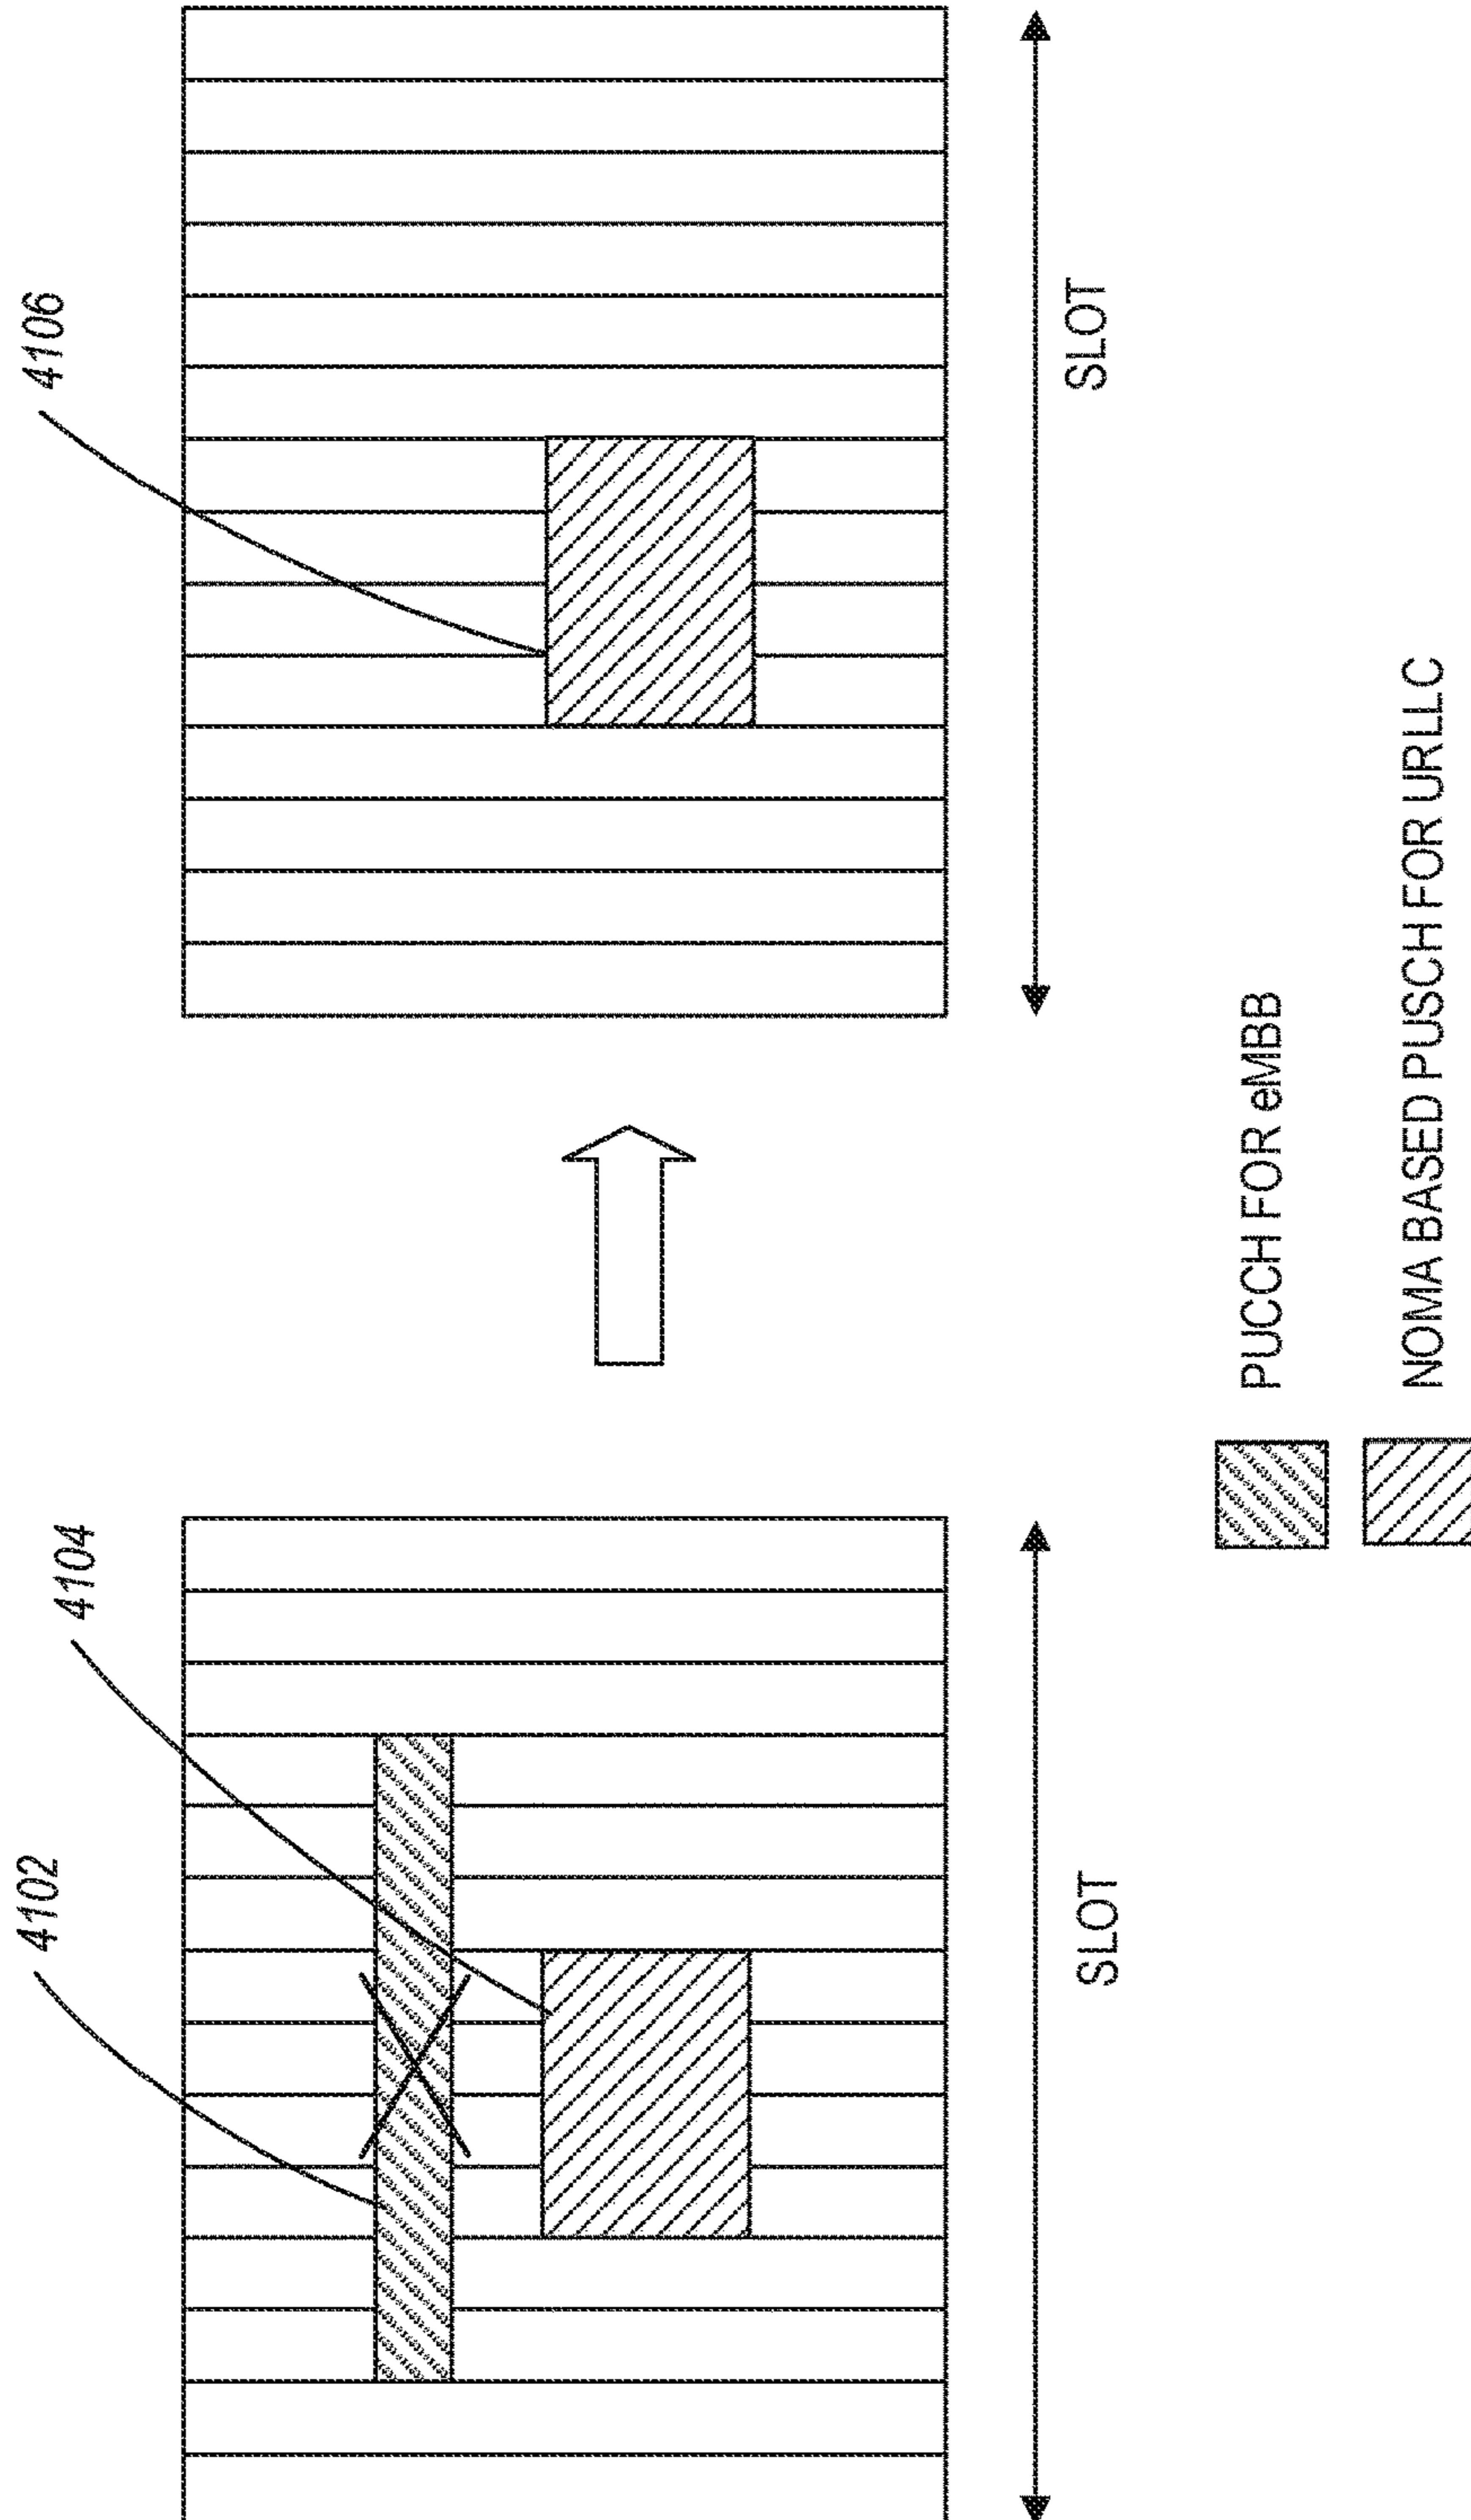 4102
4104
4106
SLOT
SLOT
PUCCH FOR eMBB
NOMA BASED PUSCH FOR URLLC